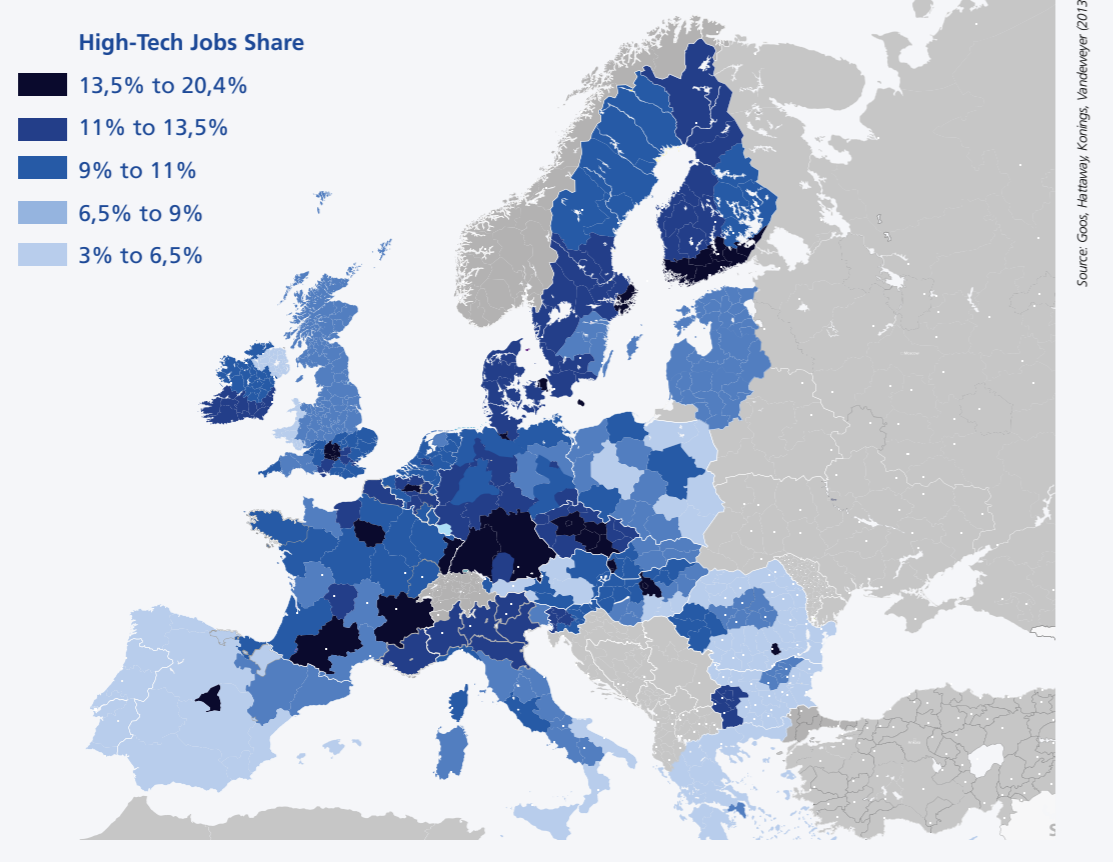 High-Tech Jobs Share
13,5% to 20,4%
11% to 13,5%
9% to 11%
6,5% to 9%
3% to 6,5%
Source: Goos, Hattaway, Konings, Vandeweyer (2013